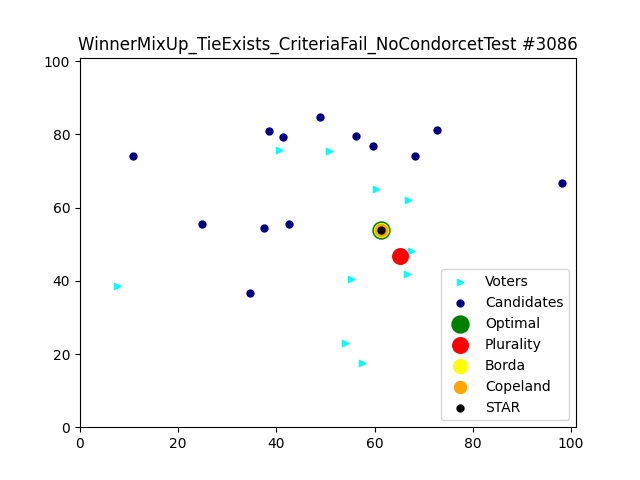 WinnerMixUp_TieExists_CriteriaFail_NoCondorcetTest #3086
100
80
60
40
20
0
Voters
Candidates
Optimal
Plurality
Borda
Copeland
STAR
0 20 40 60 80 100